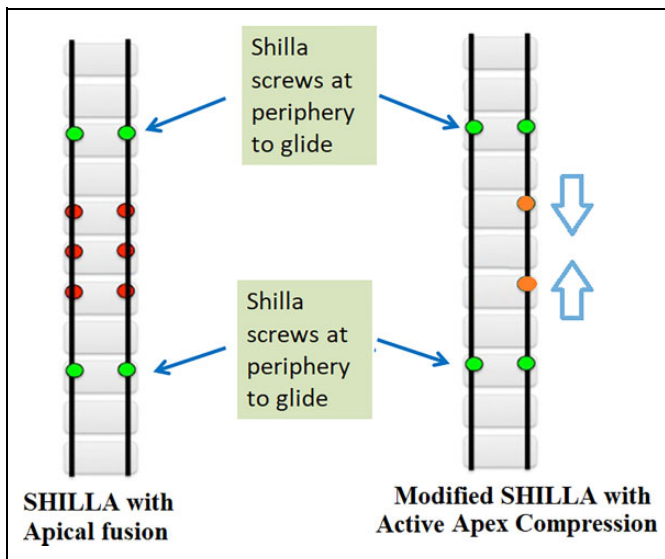 Shilla
screws at
periphery
to glide
Shilla
screws at
periphery
to glide
SHILLA with
Apical fusion
Modified SHILLA with
Active Apex Compression